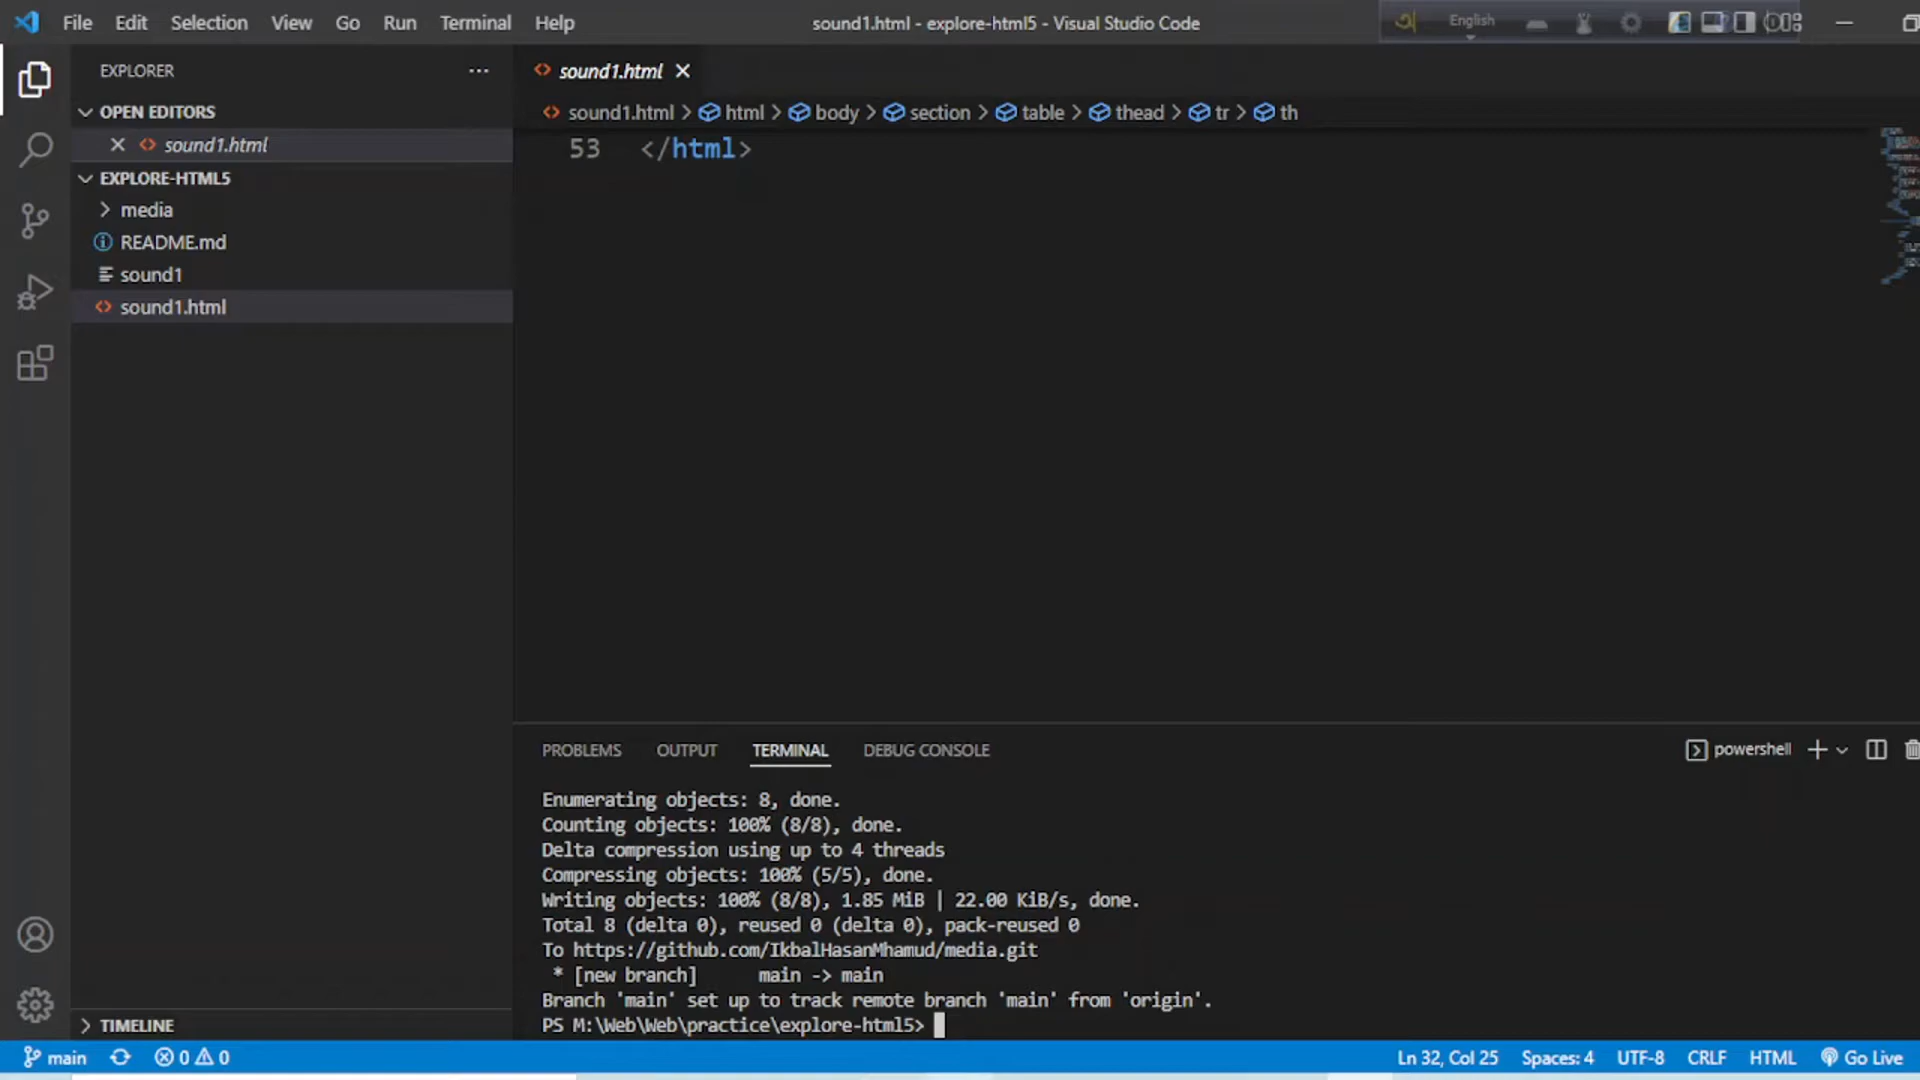 File Edit Selection View Go Run Terminal Help
sound1.html - explore-html5 - Visual Studio Code
English
EXPLORER
OPEN EDITORS
sound1.html
EXPLORE-HTML5
media
README.md
sound1
sound1.html
TIMELINE
sound1.html
sound1.html > html > body > section > table > thead > tr > th
53 </html>
PROBLEMS OUTPUT TERMINAL DEBUG CONSOLE
powershell
Enumerating objects: 8, done.
Counting objects: 100% (8/8), done.
Delta compression using up to 4 threads
Compressing objects: 100% (5/5), done.
Writing objects: 100% (8/8), 1.85 MiB | 22.00 KiB/s, done.
Total 8 (delta 0), reused 0 (delta 0), pack-reused 0
To https://github.com/IkbalHasanMhamud/media.git
* [new branch] main -> main
Branch 'main' set up to track remote branch 'main' from 'origin'.
PS M:\Web\Web\practice\explore-html5>
main 0 0 Ln 32, Col 25 Spaces: 4 UTF-8 CRLF HTML Go Live